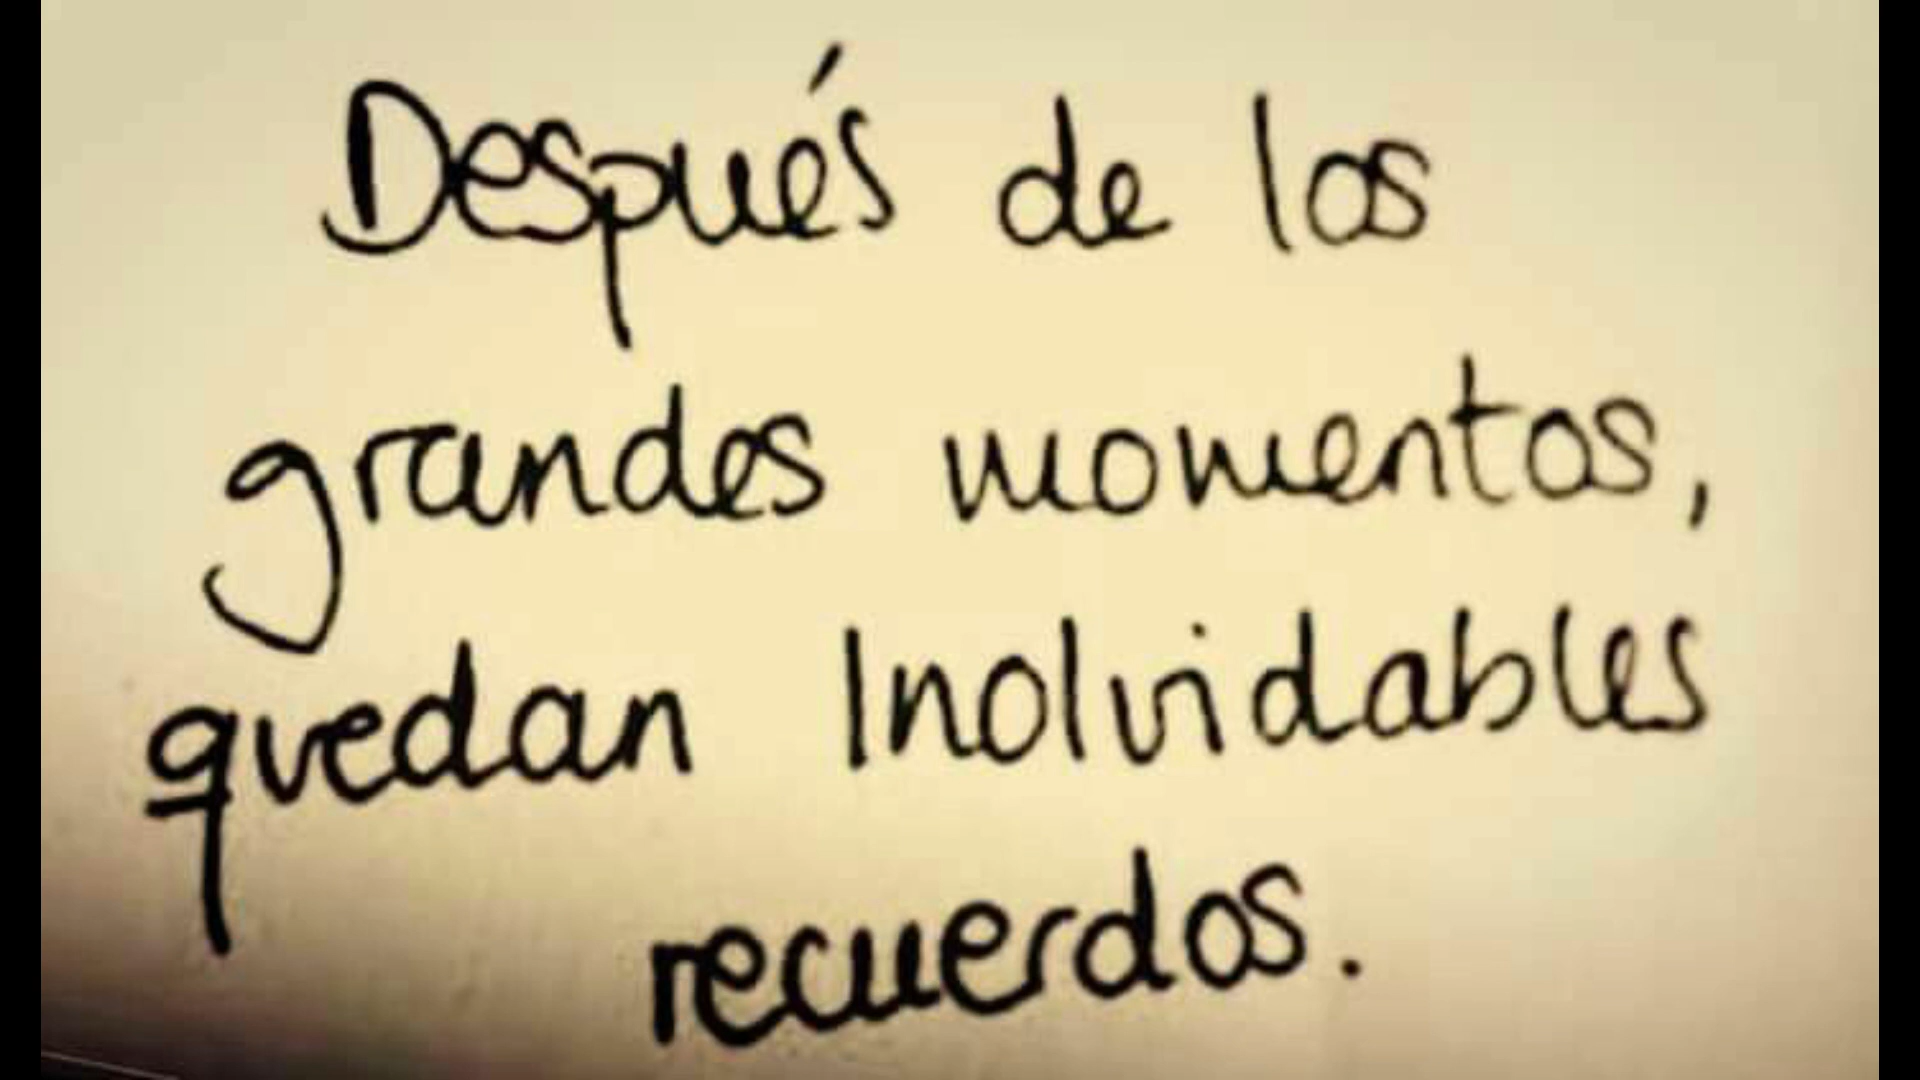 Después de los
grandes momentos,
quedan Inolvidables
recuerdos.